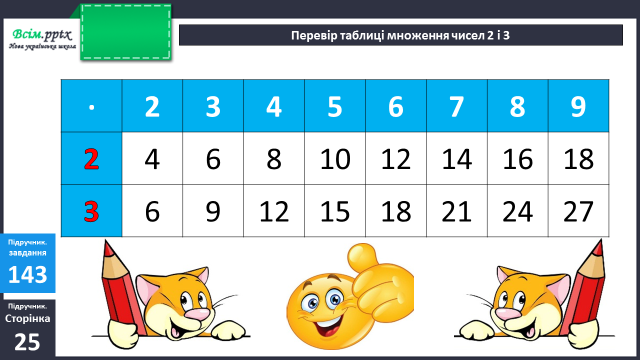 Всім.pptx
Нова українська школа
Перевір таблиці множення чисел 2 і 3
· 2 3 4 5 6 7 8 9
2 4 6 8 10 12 14 16 18
3 6 9 12 15 18 21 24 27
Підручник.
завдання
143
Підручник.
Сторінка
25